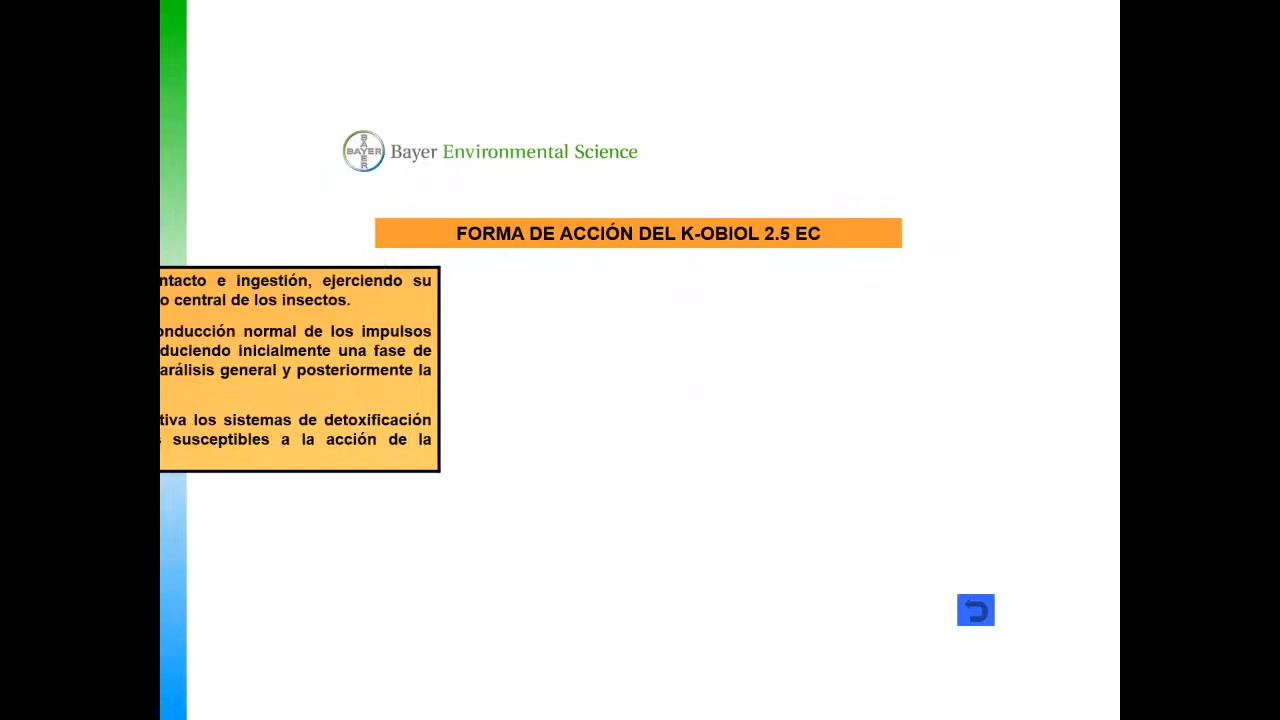 BAYER
Bayer Environmental Science
FORMA DE ACCIÓN DEL K-OBIOL 2.5 EC
ntacto e ingestión, ejerciendo su
o central de los insectos.
onducción normal de los impulsos
duciendo inicialmente una fase de
arálisis general y posteriormente la
tiva los sistemas de detoxificación
susceptibles a la acción de la